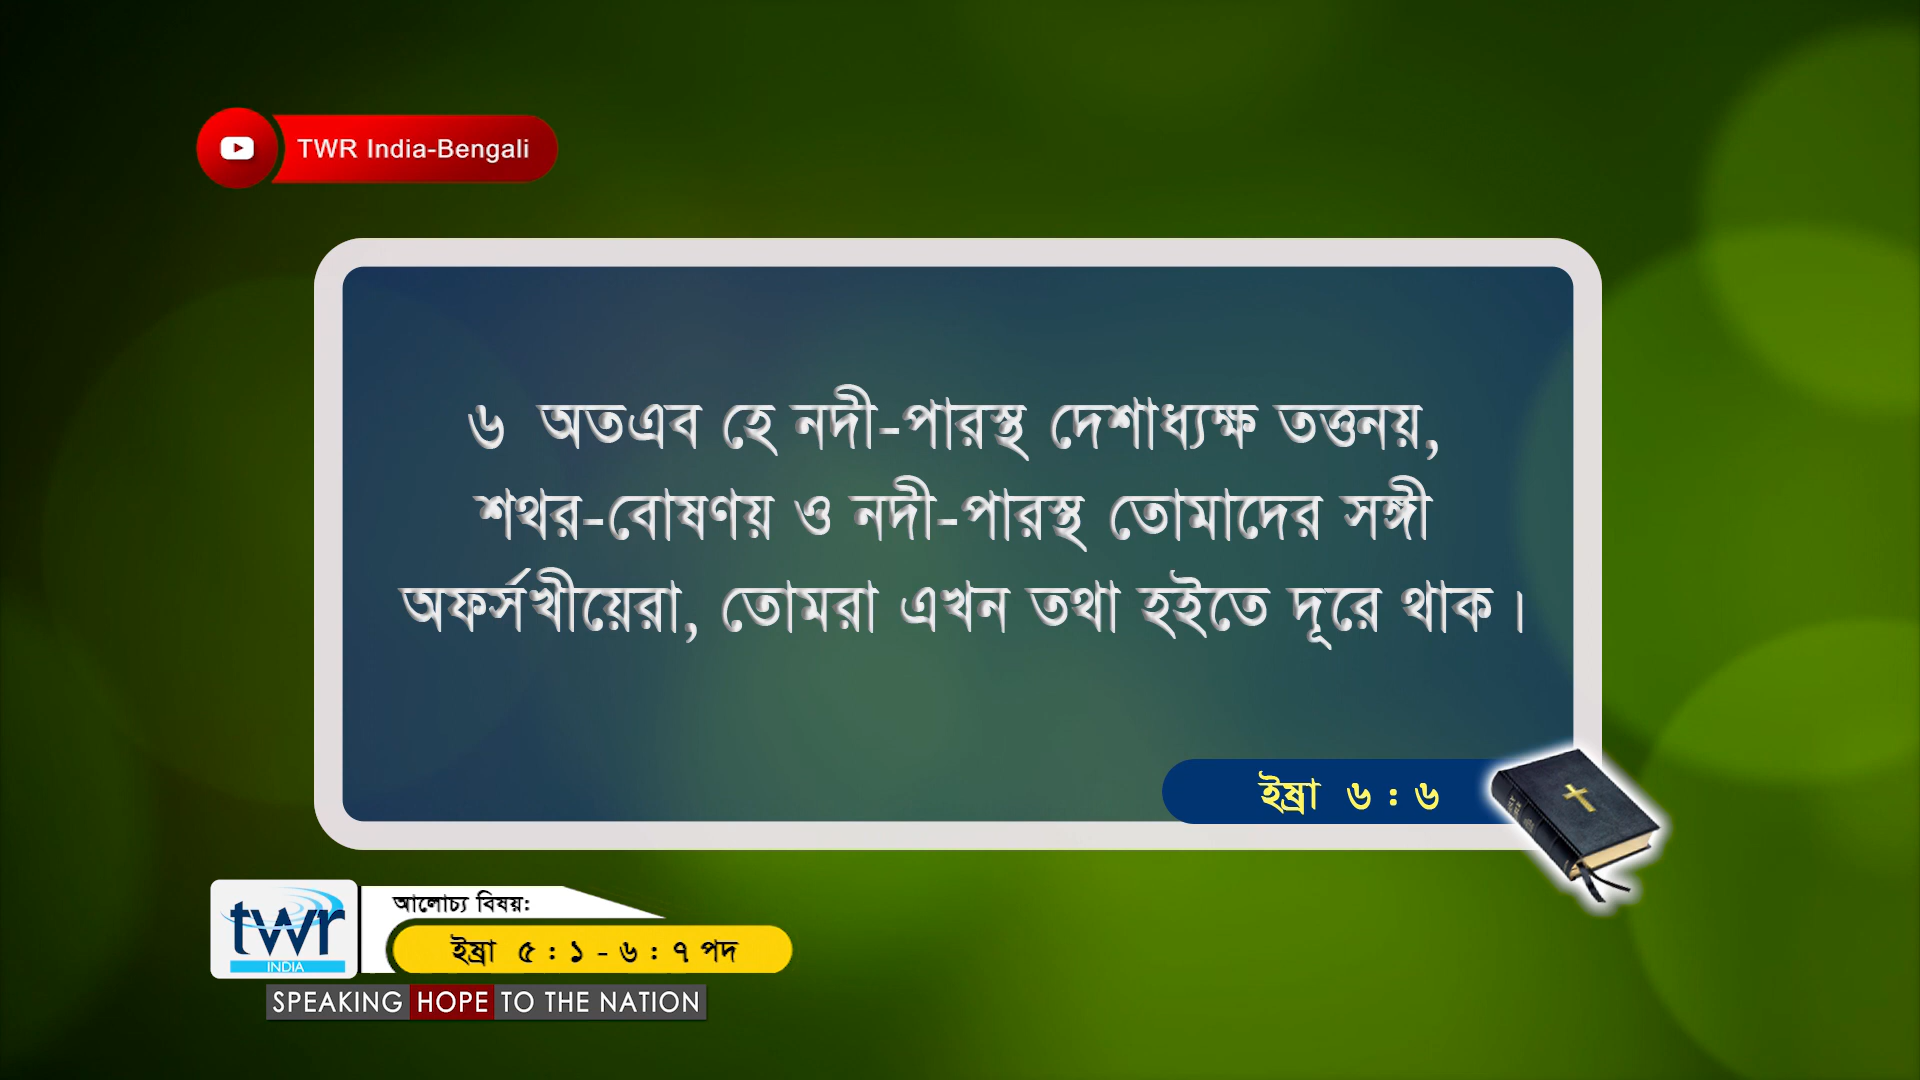 TWR India-Bengali
৬ অতএব হে নদী-পারস্থ দেশাধ্যক্ষ তত্তনয়,
শথর-বোষণয় ও নদী-পারস্থ তোমাদের সঙ্গী
অফর্সখীয়েরা, তোমরা এখন তথা হইতে দূরে থাক।
ইষ্রা ৬ : ৬
twr
INDIA
আলোচ্য বিষয়:
ইষ্রা ৫ : ১ - ৬ : ৭ পদ
SPEAKING HOPE TO THE NATION